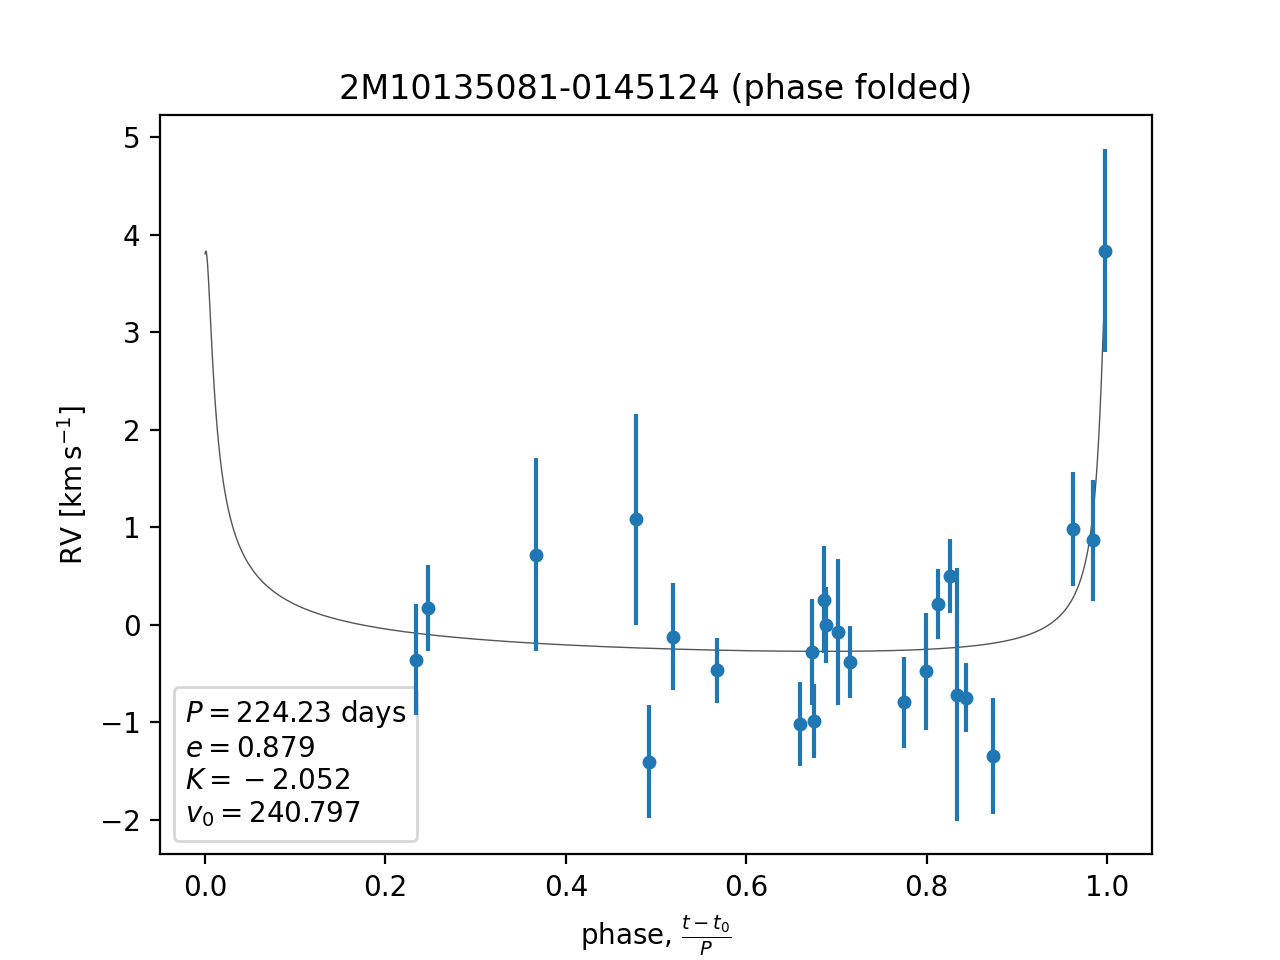 2M10135081-0145124 (phase folded)
5
4
3
2
1
0
−1
−2
RV [km s⁻¹]
P = 224.23 days
e = 0.879
K = −2.052
v₀ = 240.797
0.0 0.2 0.4 0.6 0.8 1.0
phase, (t − t₀)/P